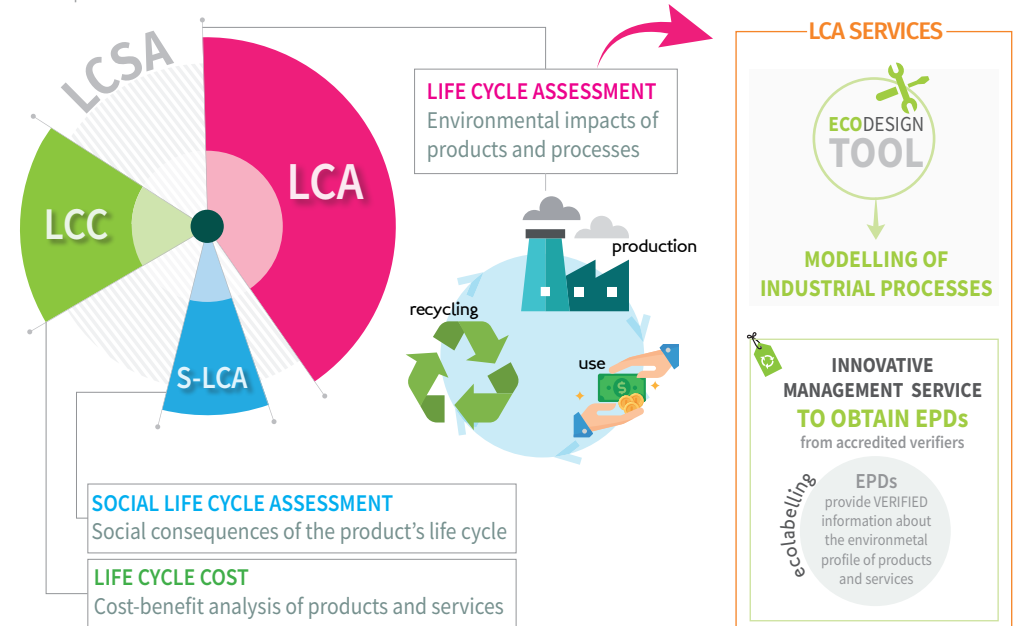 LCSA
LCA
LCC
S-LCA
LIFE CYCLE ASSESSMENT
Environmental impacts of
products and processes
production
recycling
use
SOCIAL LIFE CYCLE ASSESSMENT
Social consequences of the product's life cycle
LIFE CYCLE COST
Cost-benefit analysis of products and services
LCA SERVICES
ECODESIGN
TOOL
MODELLING OF
INDUSTRIAL PROCESSES
INNOVATIVE
MANAGEMENT SERVICE
TO OBTAIN EPDs
from accredited verifiers
ecolabelling
EPDs
provide VERIFIED
information about
the environmetal
profile of products
and services